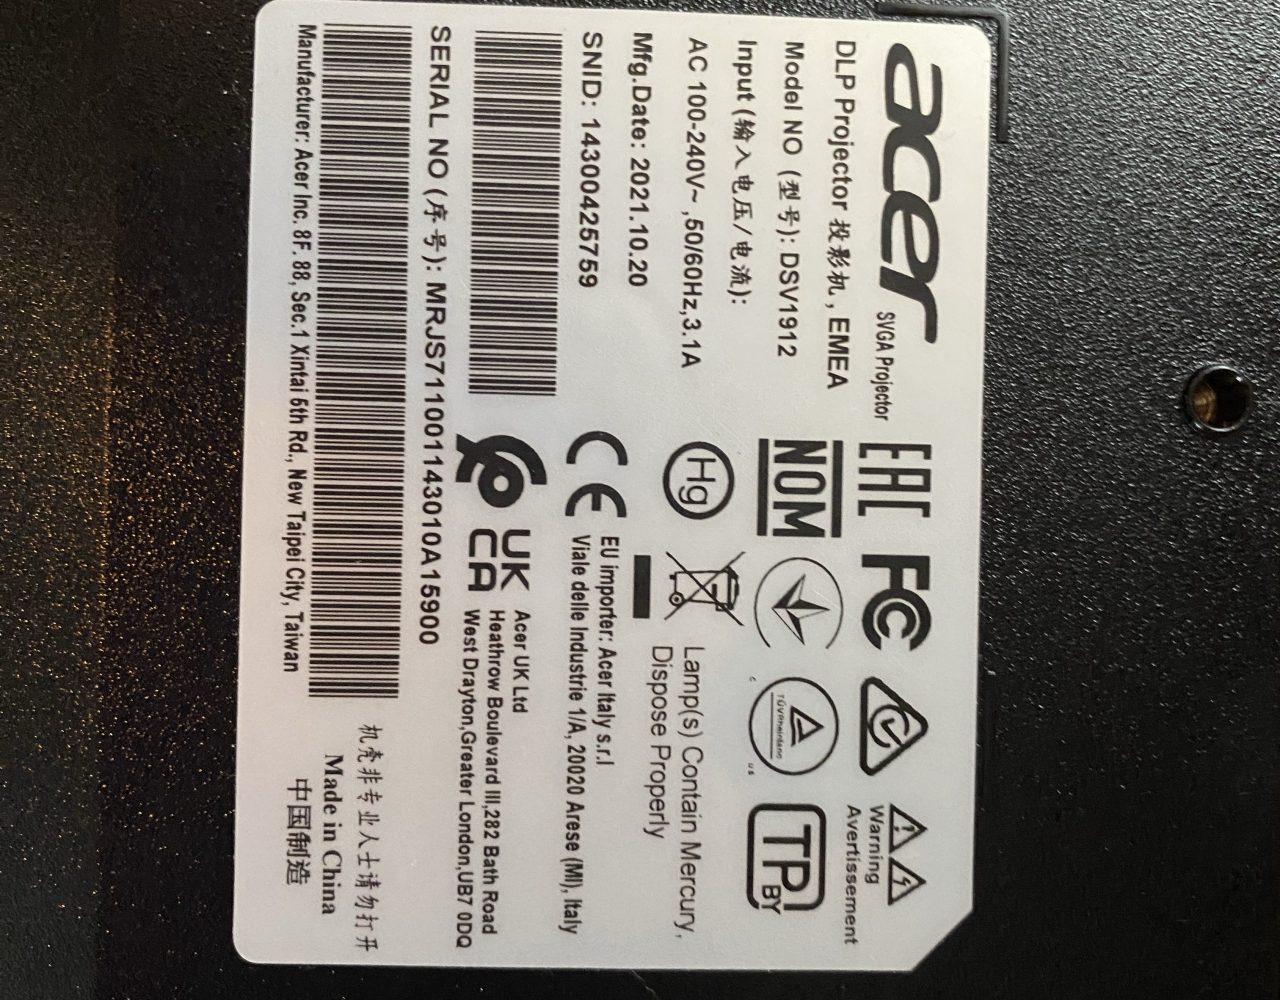 acer
SVGA Projector
DLP Projector 投影机, EMEA
Model NO (型号): DSV1912
Input (输入电压/电流):
AC 100-240V~ ,50/60Hz,3.1A
Mfg.Date: 2021.10.20
SNID: 14300425759
SERIAL NO (序号): MRJS7110011143010A15900
Manufacturer: Acer Inc. 8F. 88, Sec.1 Xintai 5th Rd., New Taipei City, Taiwan
EAC
FC
Warning
Avertissement
NOM
TÜVRheinland
C
US
TP
BY
Hg
Lamp(s) Contain Mercury,
Dispose Properly
CE
EU importer: Acer Italy s.r.l
Viale delle Industrie 1/A, 20020 Arese (MI), Italy
UK
CA
Acer UK Ltd
Heathrow Boulevard III,282 Bath Road
West Drayton,Greater London,UB7 0DQ
机壳非专业人士请勿打开
Made in China
中国制造